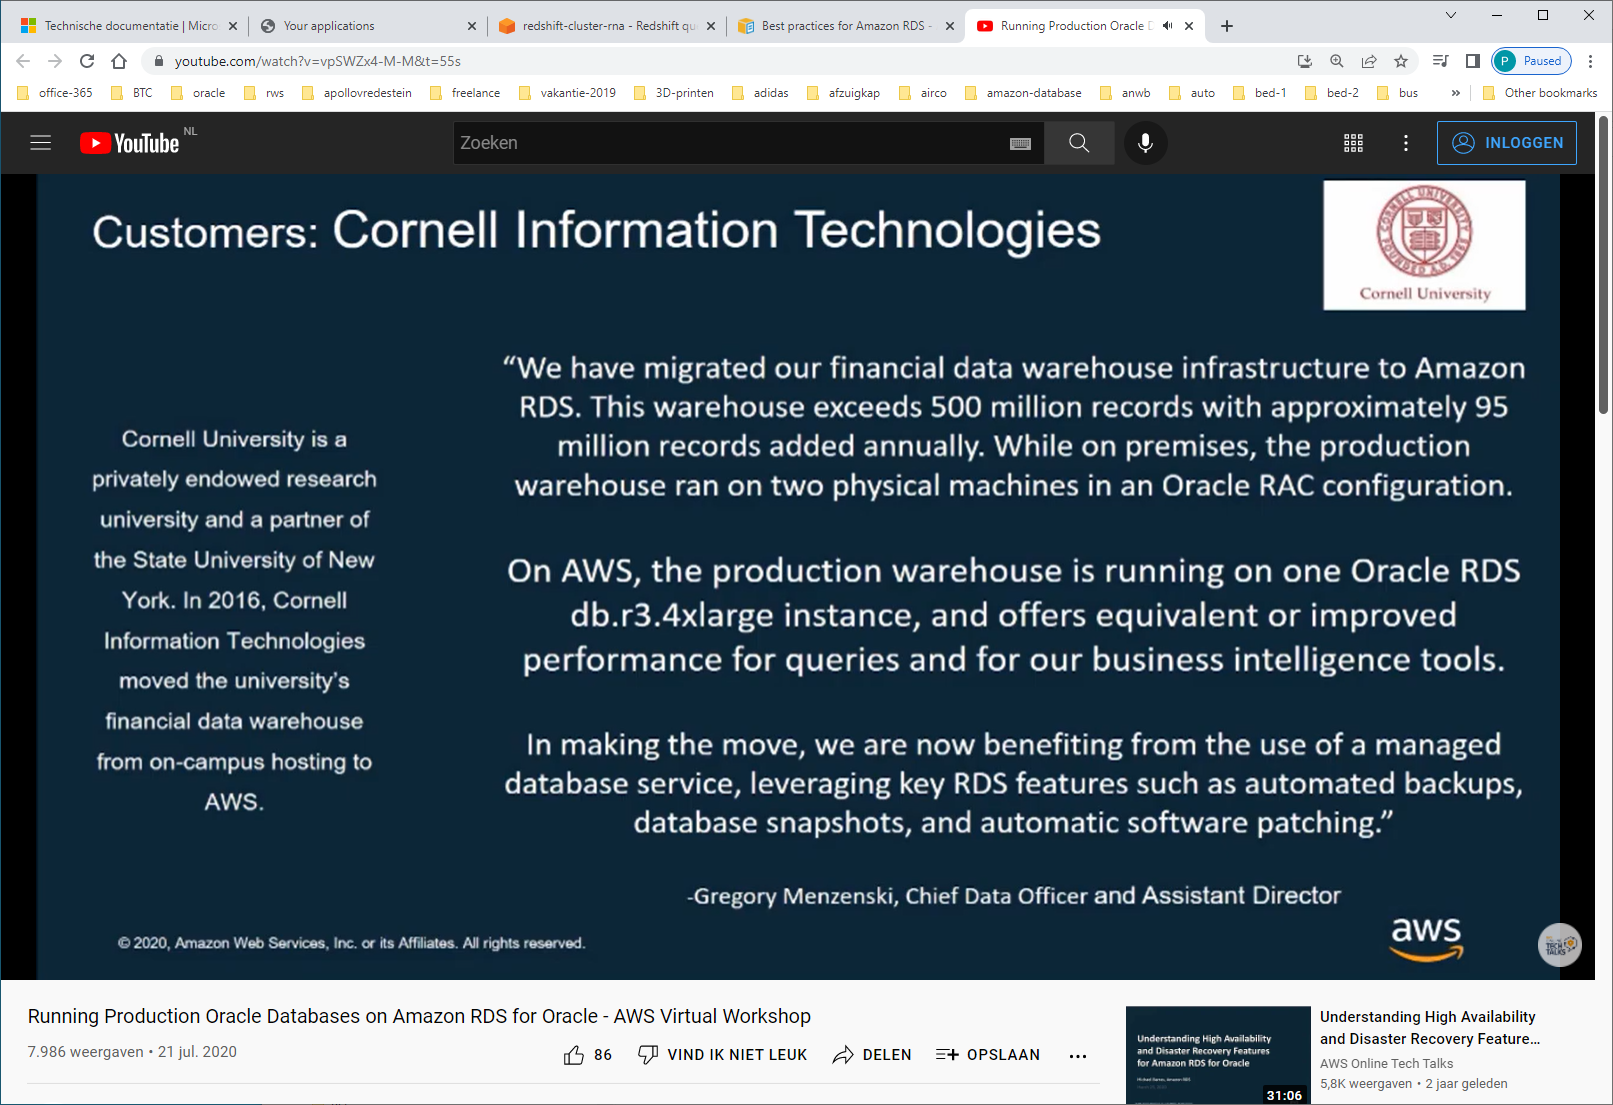 Technische documentatie | Micro
Your applications
redshift-cluster-rna - Redshift qu
Best practices for Amazon RDS -
Running Production Oracle D
youtube.com/watch?v=vpSWZx4-M-M&t=55s
P Paused
office-365
BTC
oracle
rws
apollovredestein
freelance
vakantie-2019
3D-printen
adidas
afzuigkap
airco
amazon-database
anwb
auto
bed-1
bed-2
bus
»
Other bookmarks
YouTube NL
Zoeken
INLOGGEN
Customers: Cornell Information Technologies
CORNELL UNIVERSITY
FOUNDED A.D. 1865
Cornell University
Cornell University is a
privately endowed research
university and a partner of
the State University of New
York. In 2016, Cornell
Information Technologies
moved the university's
financial data warehouse
from on-campus hosting to
AWS.
“We have migrated our financial data warehouse infrastructure to Amazon
RDS. This warehouse exceeds 500 million records with approximately 95
million records added annually. While on premises, the production
warehouse ran on two physical machines in an Oracle RAC configuration.
On AWS, the production warehouse is running on one Oracle RDS
db.r3.4xlarge instance, and offers equivalent or improved
performance for queries and for our business intelligence tools.
In making the move, we are now benefiting from the use of a managed
database service, leveraging key RDS features such as automated backups,
database snapshots, and automatic software patching.”
-Gregory Menzenski, Chief Data Officer and Assistant Director
© 2020, Amazon Web Services, Inc. or its Affiliates. All rights reserved.
aws
TECH
TALKS
Running Production Oracle Databases on Amazon RDS for Oracle - AWS Virtual Workshop
7.986 weergaven • 21 jul. 2020
86
VIND IK NIET LEUK
DELEN
OPSLAAN
Understanding High Availability
and Disaster Recovery Features
for Amazon RDS for Oracle
31:06
Understanding High Availability
and Disaster Recovery Feature...
AWS Online Tech Talks
5,8K weergaven • 2 jaar geleden